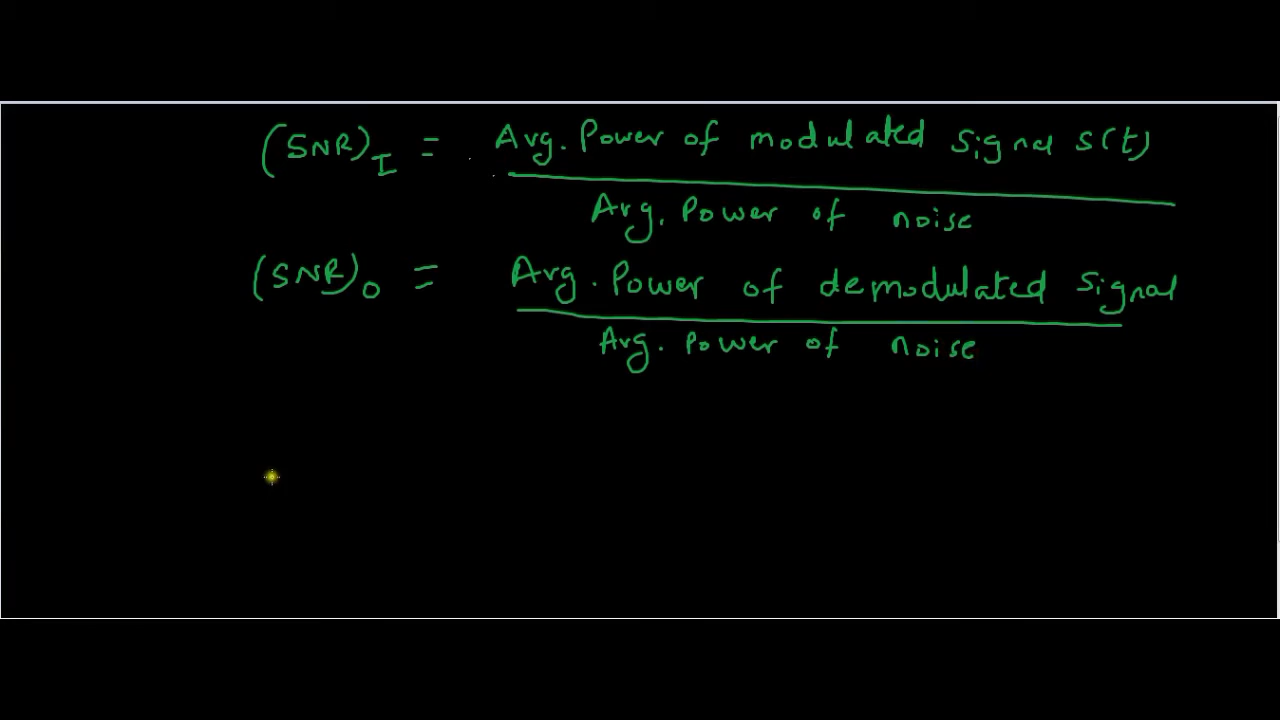 (SNR)I = Avg. Power of modulated signal s(t)
Avg. Power of noise
(SNR)O = Avg. Power of demodulated signal
Avg. Power of noise